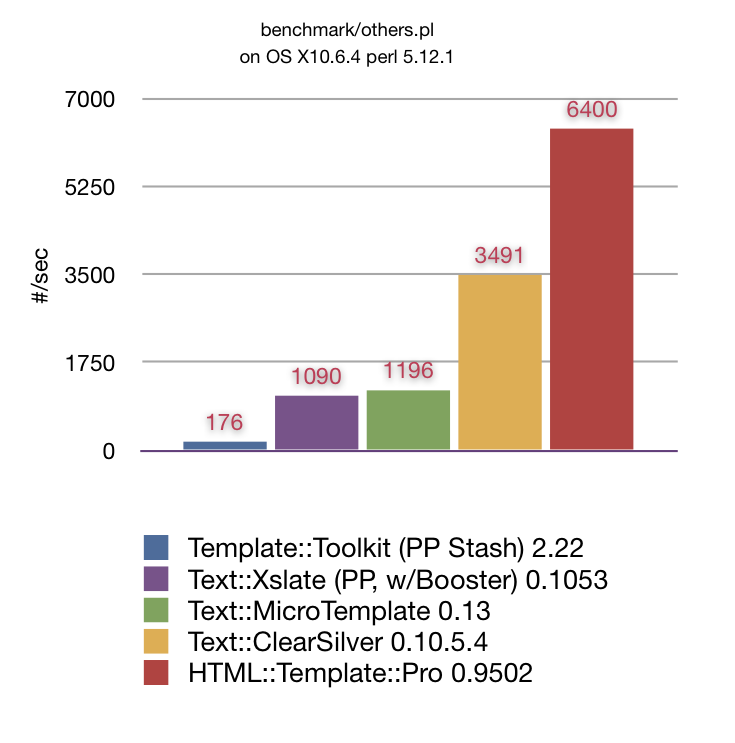 benchmark/others.pl
on OS X10.6.4 perl 5.12.1
7000
5250
3500
1750
0
#/sec
176
1090
1196
3491
6400
Template::Toolkit (PP Stash) 2.22
Text::Xslate (PP, w/Booster) 0.1053
Text::MicroTemplate 0.13
Text::ClearSilver 0.10.5.4
HTML::Template::Pro 0.9502